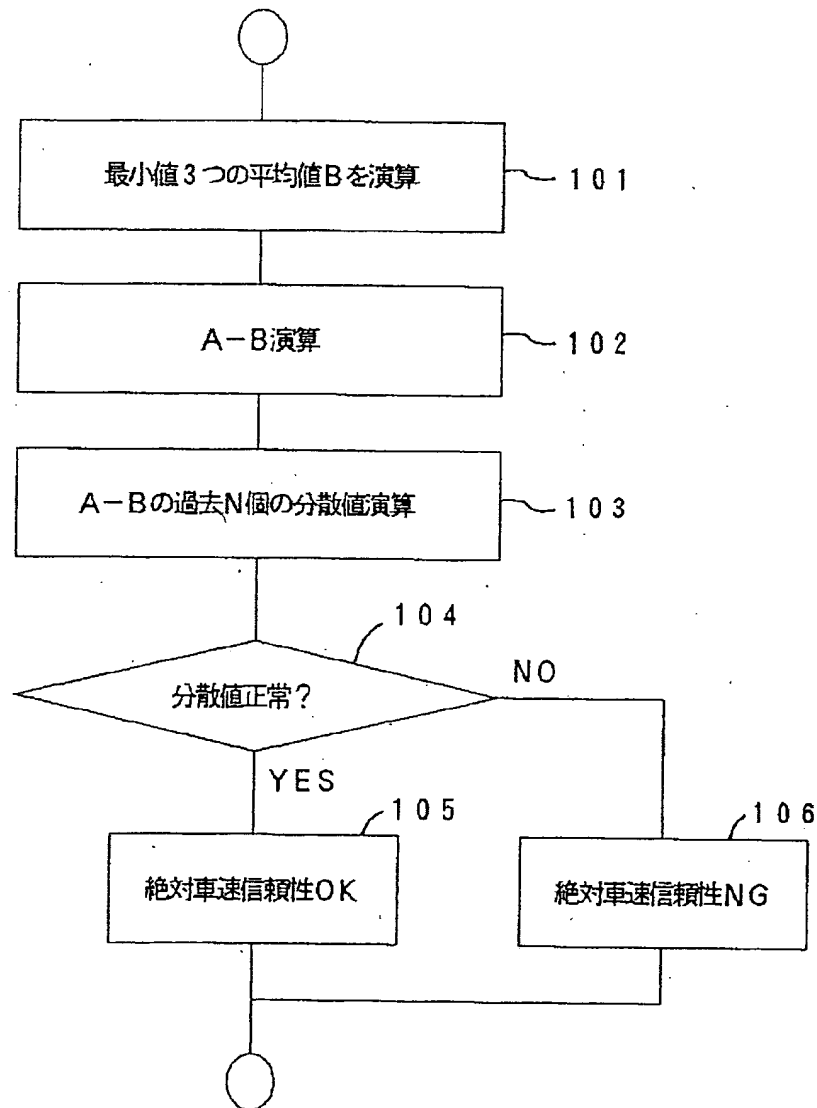 最小値3つの平均値Bを演算
101
A−B演算
102
A−Bの過去N個の分散値演算
103
104
分散値正常?
NO
YES
105
106
絶対車速信頼性OK
絶対車速信頼性NG